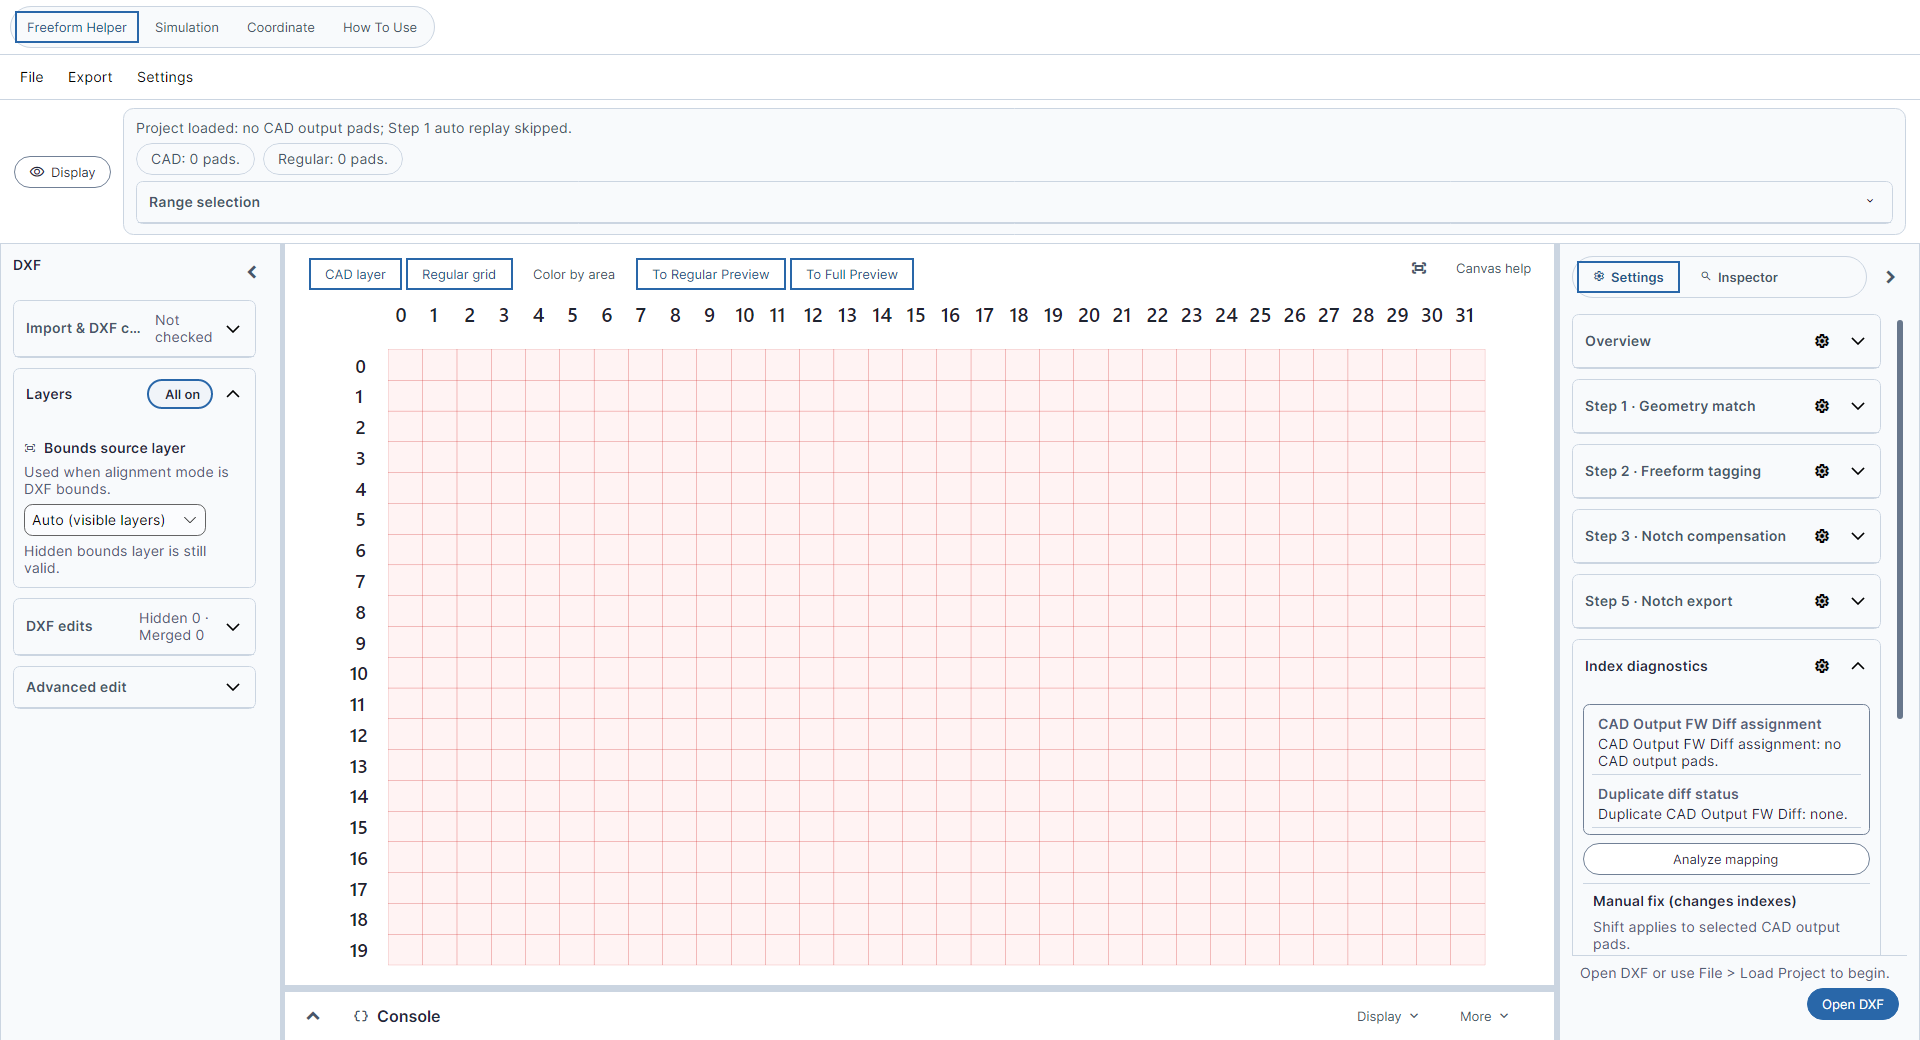 Freeform Helper Simulation Coordinate How To Use
File Export Settings
Display
Project loaded: no CAD output pads; Step 1 auto replay skipped.
CAD: 0 pads. Regular: 0 pads.
Range selection
DXF
Import & DXF c... Not checked
Layers All on
Bounds source layer
Used when alignment mode is
DXF bounds.
Auto (visible layers)
Hidden bounds layer is still
valid.
DXF edits Hidden 0 · Merged 0
Advanced edit
CAD layer Regular grid Color by area To Regular Preview To Full Preview Canvas help
0 1 2 3 4 5 6 7 8 9 10 11 12 13 14 15 16 17 18 19 20 21 22 23 24 25 26 27 28 29 30 31
0
1
2
3
4
5
6
7
8
9
10
11
12
13
14
15
16
17
18
19
{} Console Display More
Settings Inspector
Overview
Step 1 · Geometry match
Step 2 · Freeform tagging
Step 3 · Notch compensation
Step 5 · Notch export
Index diagnostics
CAD Output FW Diff assignment
CAD Output FW Diff assignment: no
CAD output pads.
Duplicate diff status
Duplicate CAD Output FW Diff: none.
Analyze mapping
Manual fix (changes indexes)
Shift applies to selected CAD output
pads.
Open DXF or use File > Load Project to begin.
Open DXF